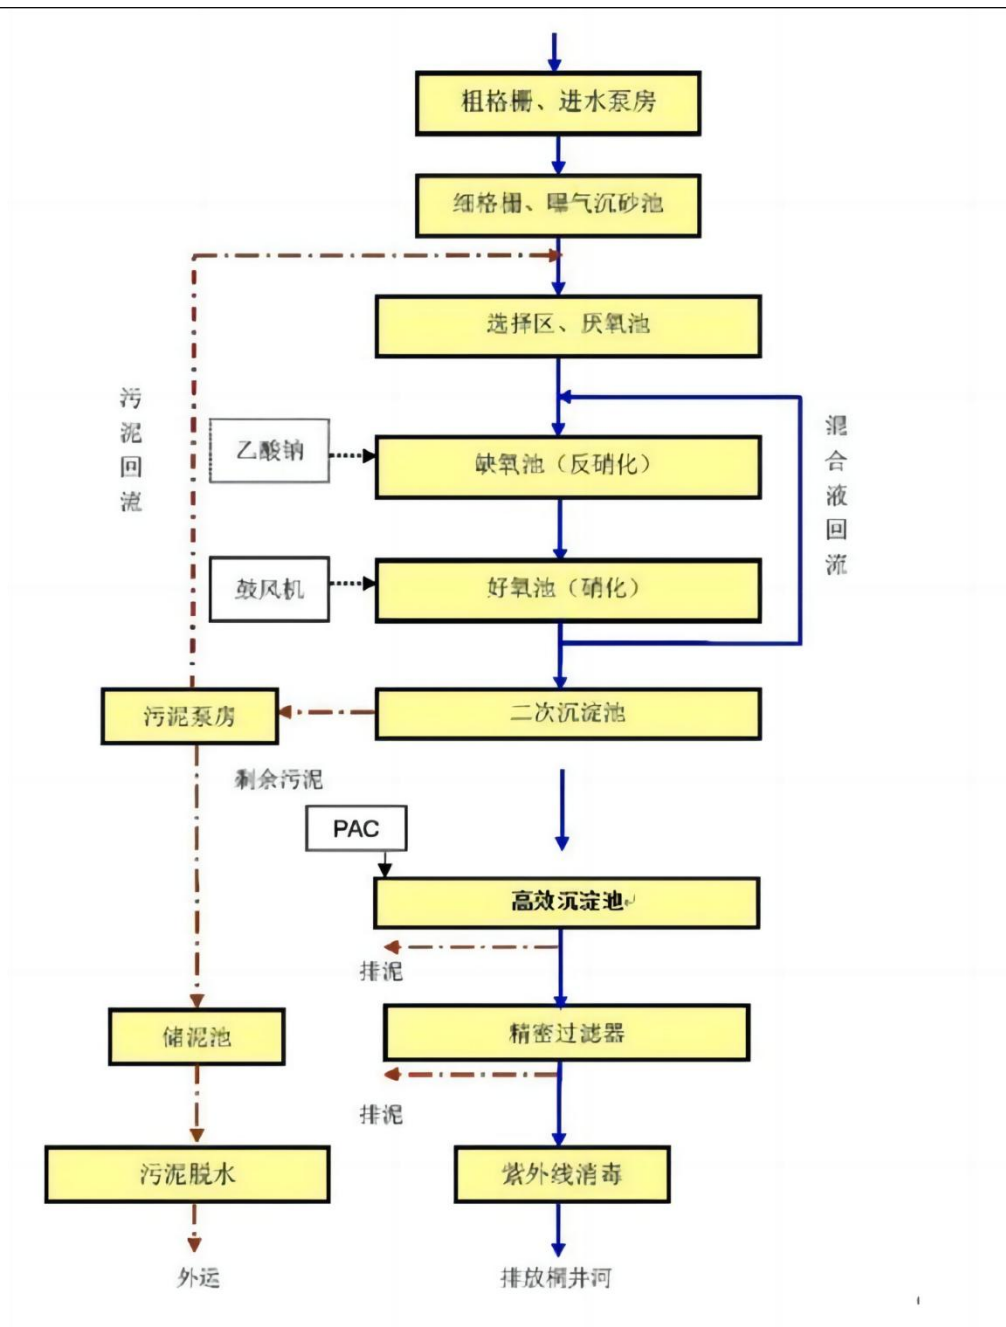 粗格栅、进水泵房
细格栅、曝气沉砂池
选择区、厌氧池
污泥回流
混合液回流
乙酸钠
缺氧池（反硝化）
鼓风机
好氧池（硝化）
污泥泵房
二次沉淀池
剩余污泥
PAC
高效沉淀池
排泥
储泥池
精密过滤器
排泥
污泥脱水
紫外线消毒
外运
排放桐井河